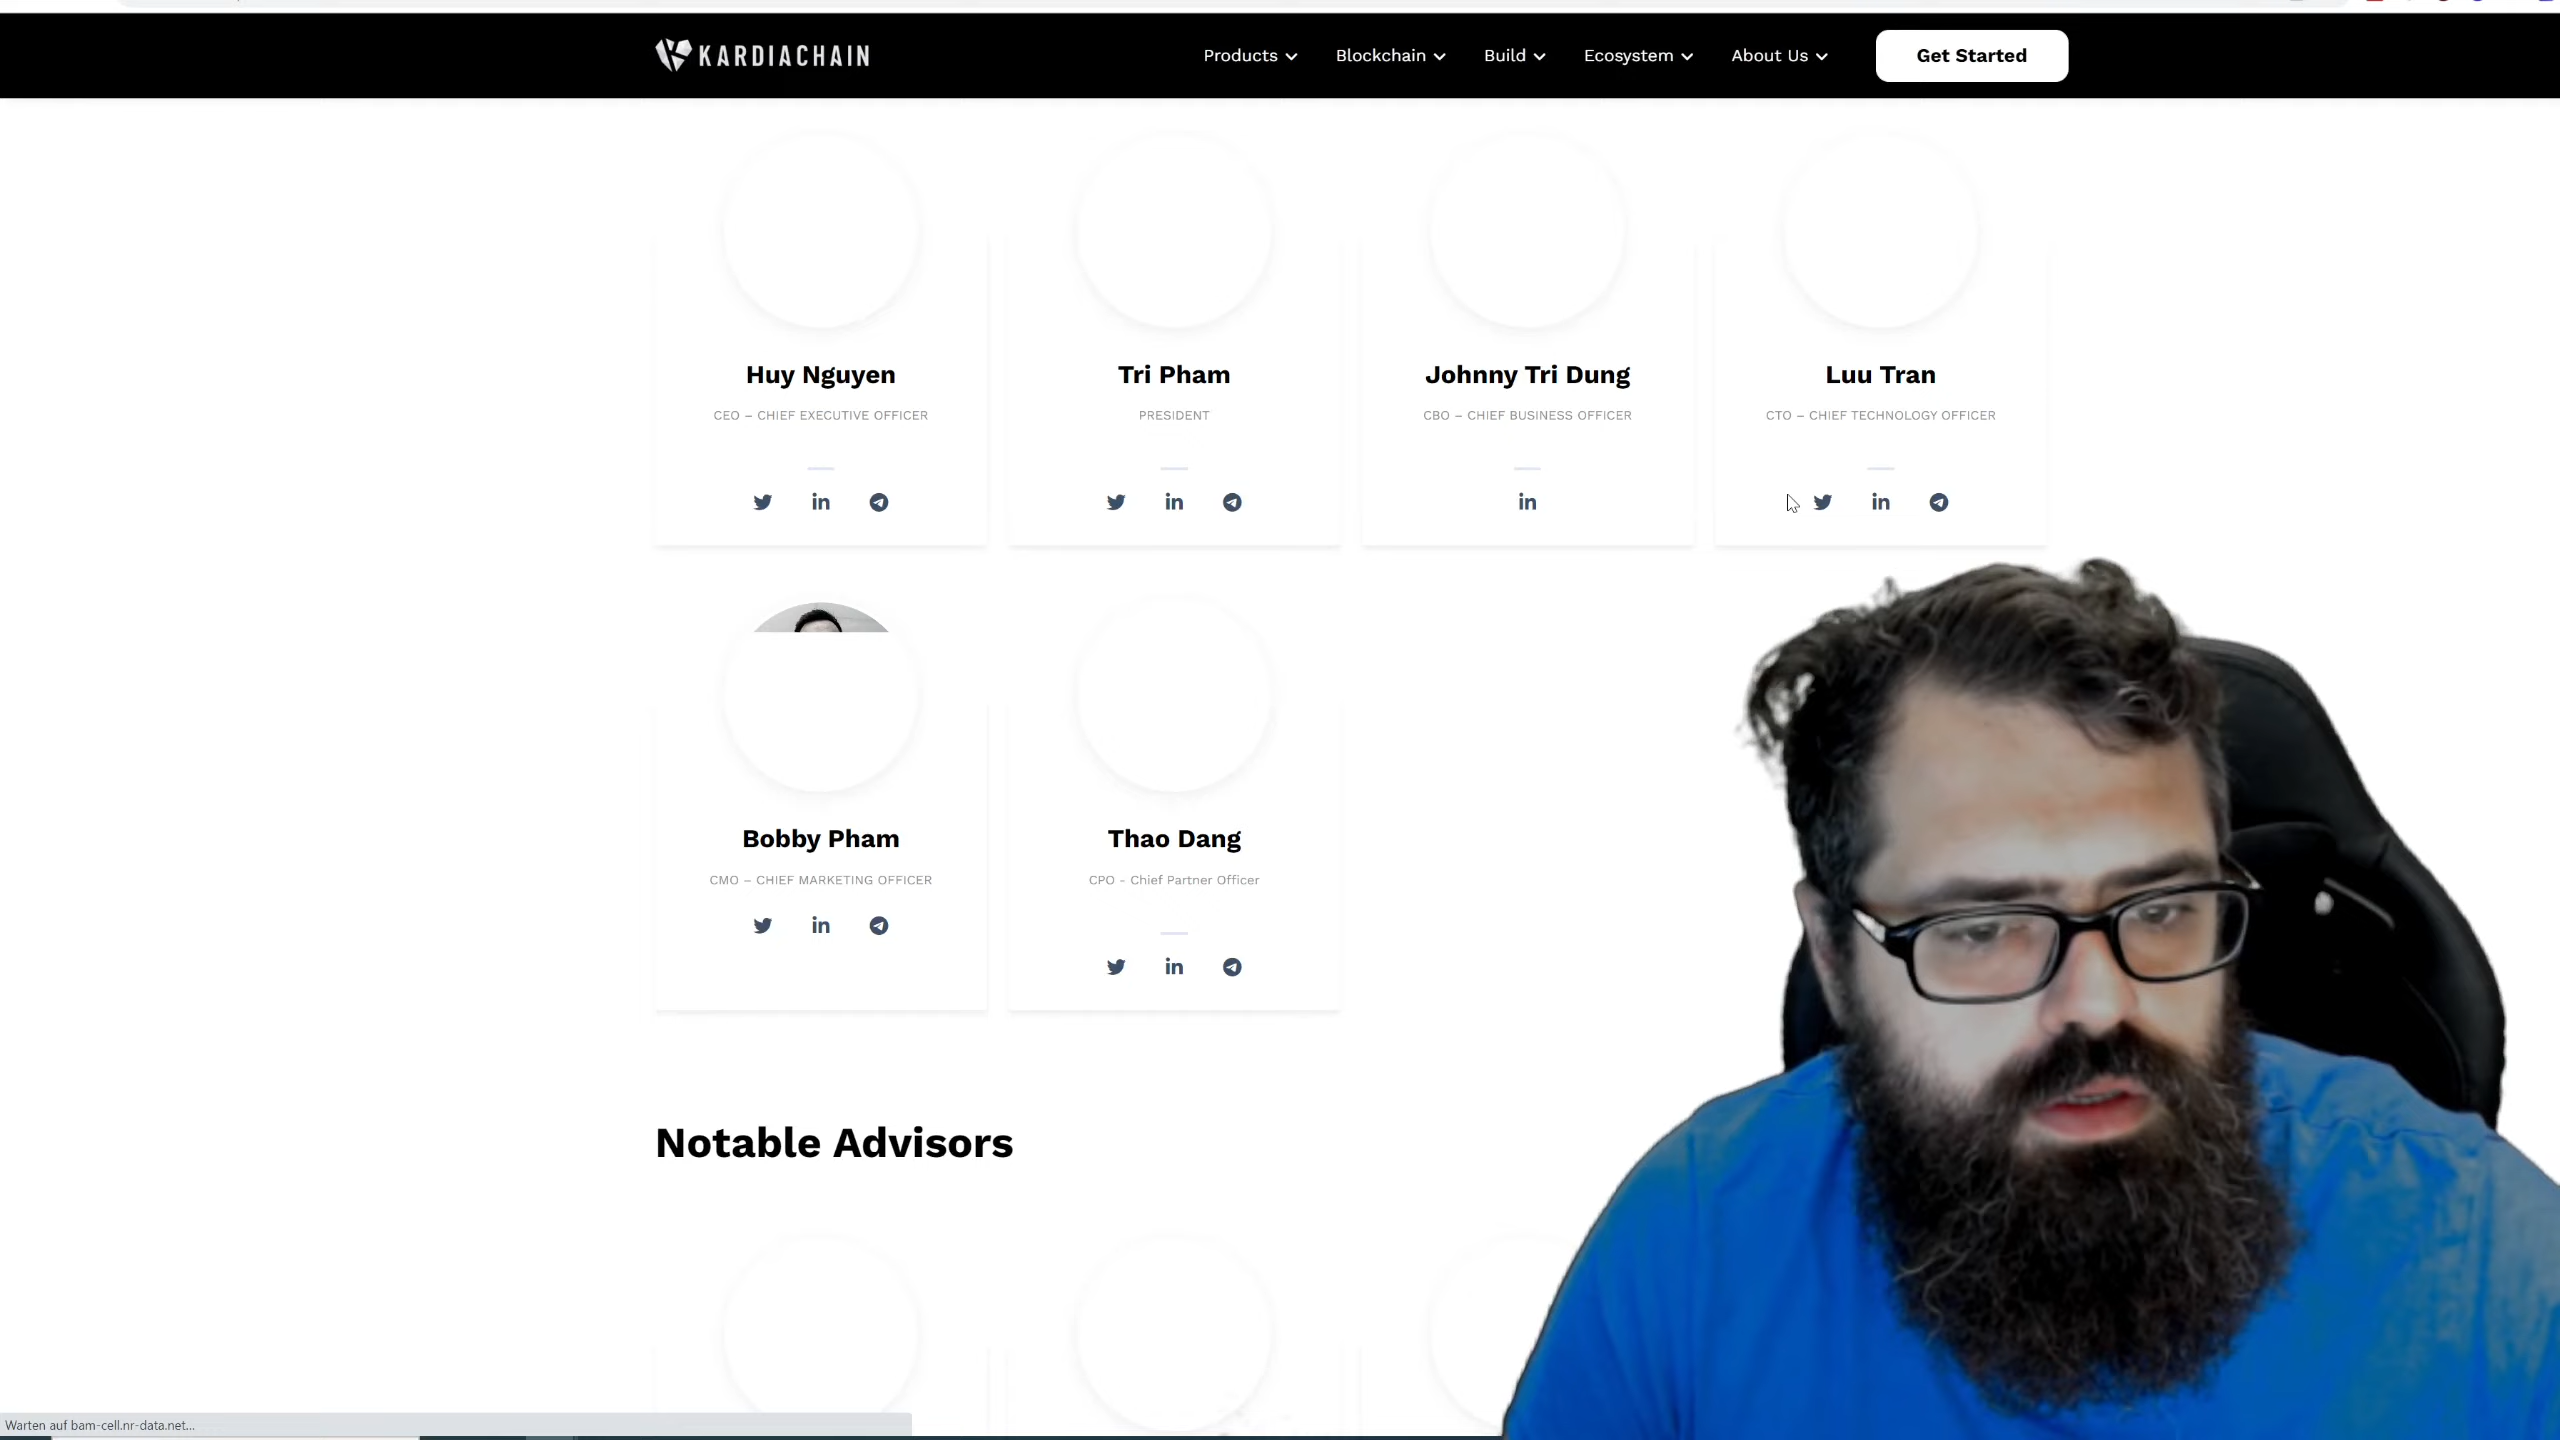 KARDIACHAIN
Products
Blockchain
Build
Ecosystem
About Us
Get Started
Huy Nguyen
CEO – CHIEF EXECUTIVE OFFICER
Tri Pham
PRESIDENT
Johnny Tri Dung
CBO – CHIEF BUSINESS OFFICER
Luu Tran
CTO – CHIEF TECHNOLOGY OFFICER
Bobby Pham
CMO – CHIEF MARKETING OFFICER
Thao Dang
CPO - Chief Partner Officer
Notable Advisors
Warten auf bam-cell.nr-data.net...